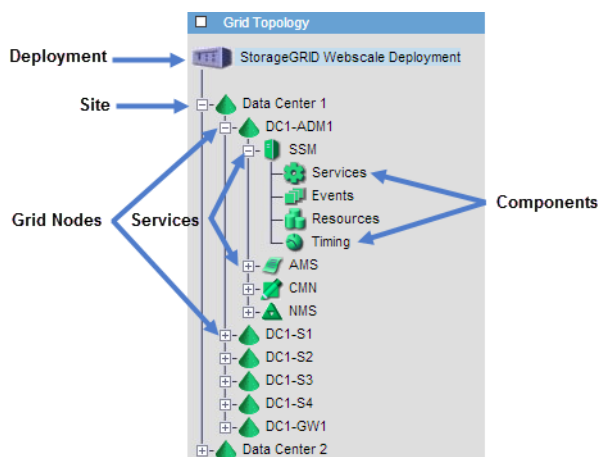 Grid Topology
Deployment
StorageGRID Webscale Deployment
Site
Data Center 1
DC1-ADM1
SSM
Services
Events
Grid Nodes
Services
Resources
Components
Timing
AMS
CMN
NMS
DC1-S1
DC1-S2
DC1-S3
DC1-S4
DC1-GW1
Data Center 2